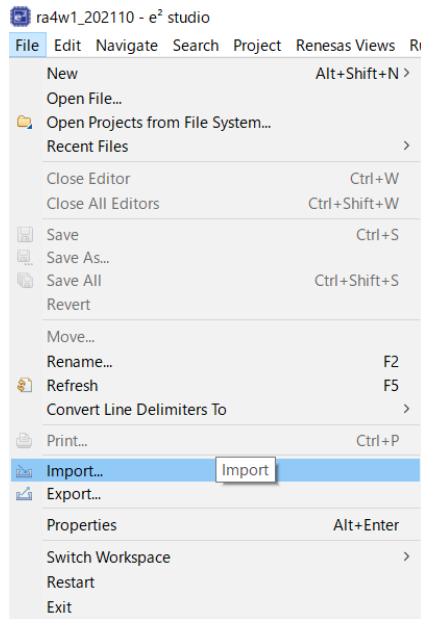 ra4w1_202110 - e² studio
File Edit Navigate Search Project Renesas Views
New Alt+Shift+N >
Open File...
Open Projects from File System...
Recent Files >
Close Editor Ctrl+W
Close All Editors Ctrl+Shift+W
Save Ctrl+S
Save As...
Save All Ctrl+Shift+S
Revert
Move...
Rename... F2
Refresh F5
Convert Line Delimiters To >
Print... Ctrl+P
Import... Import
Export...
Properties Alt+Enter
Switch Workspace >
Restart
Exit